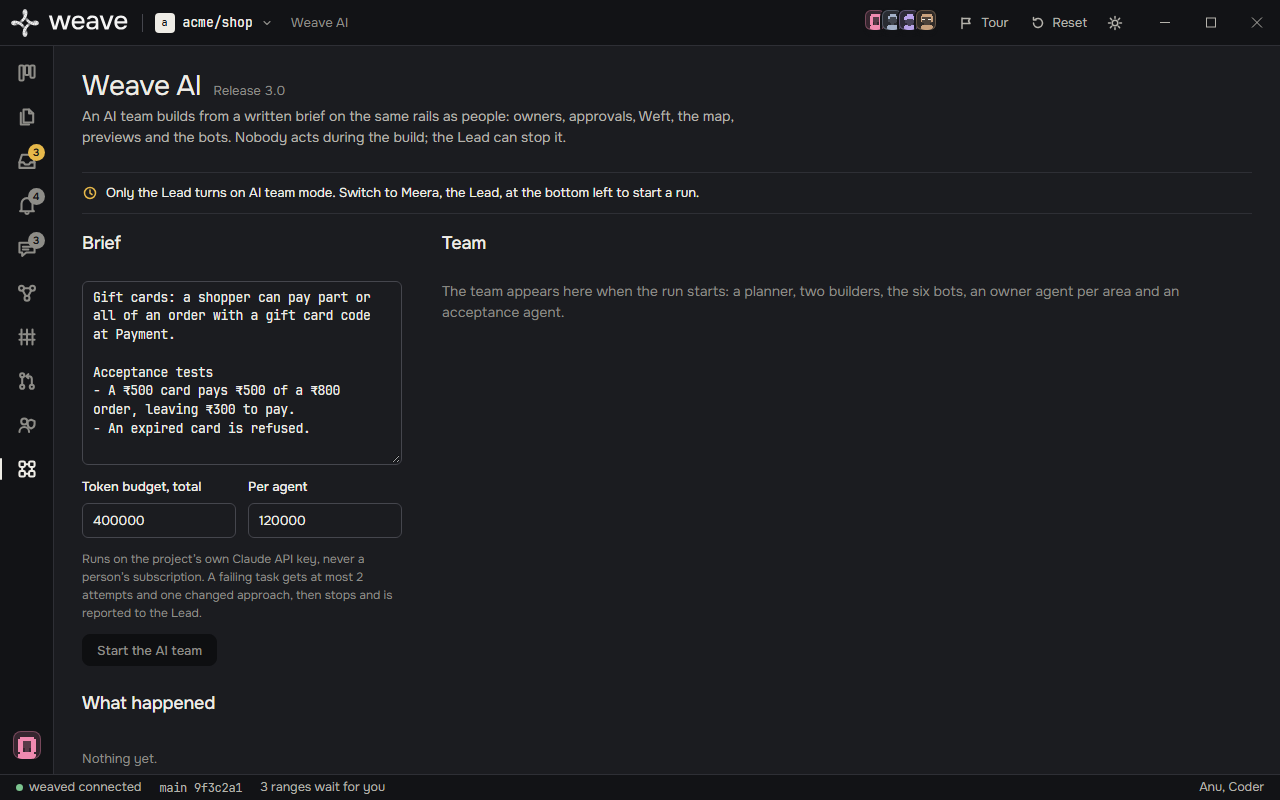 weave
a
acme/shop
Weave AI
Tour
Reset
3
4
3
Weave AI
Release 3.0
An AI team builds from a written brief on the same rails as people: owners, approvals, Weft, the map,
previews and the bots. Nobody acts during the build; the Lead can stop it.
Only the Lead turns on AI team mode. Switch to Meera, the Lead, at the bottom left to start a run.
Brief
Gift cards: a shopper can pay part or
all of an order with a gift card code
at Payment.
Acceptance tests
- A ₹500 card pays ₹500 of a ₹800
order, leaving ₹300 to pay.
- An expired card is refused.
Token budget, total
Per agent
400000
120000
Runs on the project's own Claude API key, never a
person's subscription. A failing task gets at most 2
attempts and one changed approach, then stops and is
reported to the Lead.
Start the AI team
What happened
Nothing yet.
Team
The team appears here when the run starts: a planner, two builders, the six bots, an owner agent per area and an
acceptance agent.
weaved connected
main 9f3c2a1
3 ranges wait for you
Anu, Coder